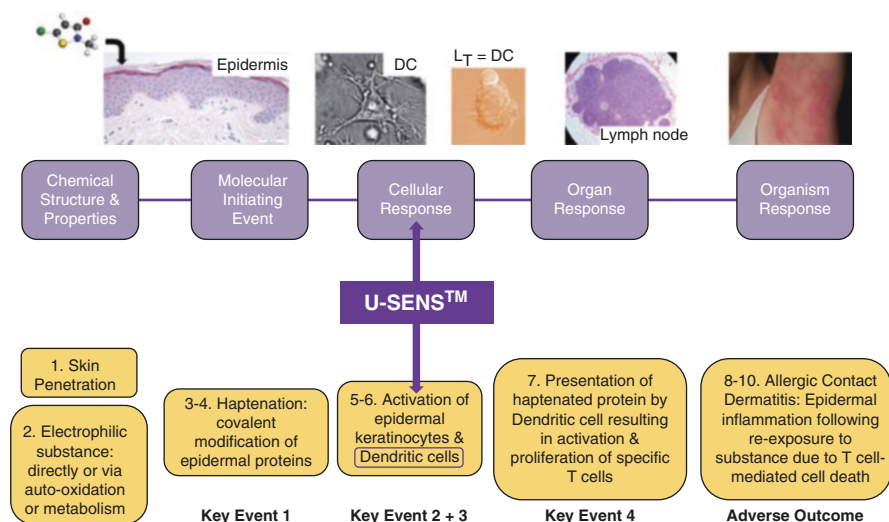 Epidermis
DC
L_T = DC
Lymph node
Chemical
Structure &
Properties
Molecular
Initiating
Event
Cellular
Response
Organ
Response
Organism
Response
U-SENS™
1. Skin
Penetration
2. Electrophilic
substance:
directly or via
auto-oxidation
or metabolism
3-4. Haptenation:
covalent
modification of
epidermal proteins
5-6. Activation of
epidermal
keratinocytes &
Dendritic cells
7. Presentation of
haptenated protein by
Dendritic cell resulting
in activation &
proliferation of specific
T cells
8-10. Allergic Contact
Dermatitis: Epidermal
inflammation following
re-exposure to
substance due to T cell-
mediated cell death
Key Event 1
Key Event 2 + 3
Key Event 4
Adverse Outcome